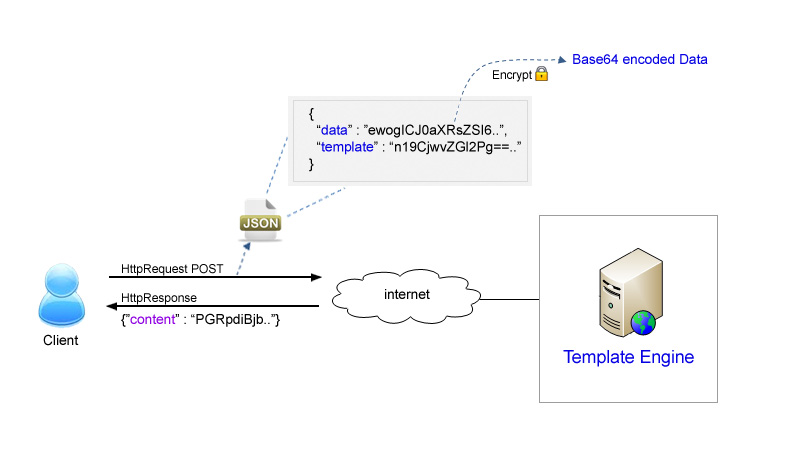 Base64 encoded Data
Encrypt
{
“data” : ”ewogICJ0aXRsZSI6..”,
“template” : “n19CjwvZGl2Pg==..”
}
JSON
HttpRequest POST
HttpResponse
{”content” : “PGRpdiBjb..”}
Client
internet
Template Engine